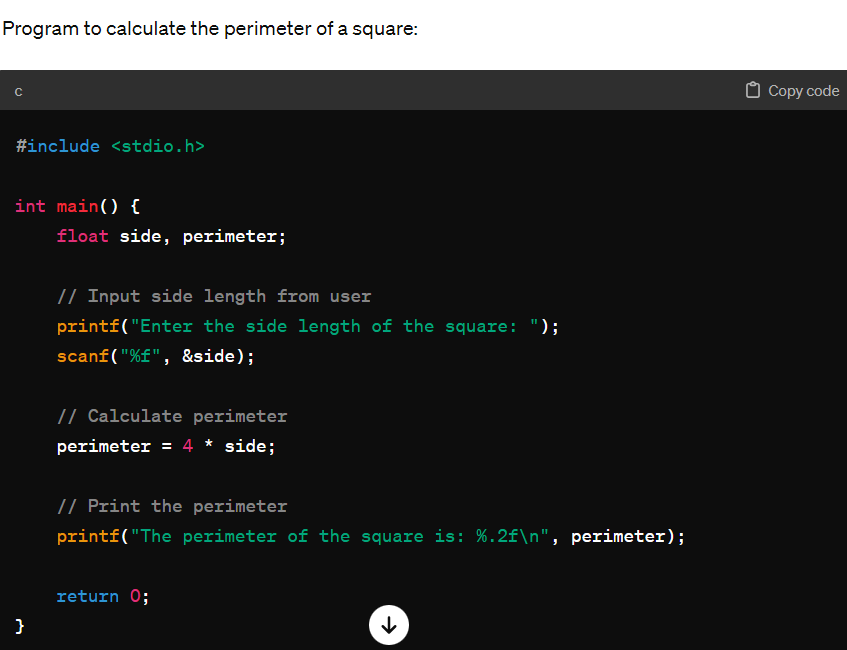 Program to calculate the perimeter of a square:
c
Copy code
#include <stdio.h>
int main() {
    float side, perimeter;
    // Input side length from user
    printf("Enter the side length of the square: ");
    scanf("%f", &side);
    // Calculate perimeter
    perimeter = 4 * side;
    // Print the perimeter
    printf("The perimeter of the square is: %.2f\n", perimeter);
    return 0;
}